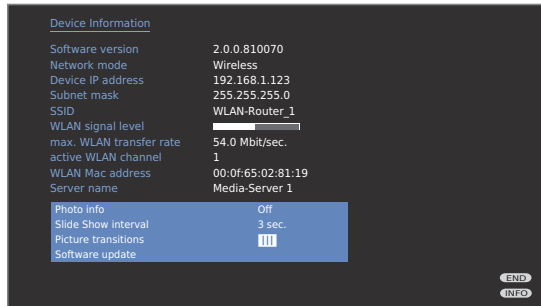 Device Information
Software version 2.0.0.810070
Network mode Wireless
Device IP address 192.168.1.123
Subnet mask 255.255.255.0
SSID WLAN-Router_1
WLAN signal level
max. WLAN transfer rate 54.0 Mbit/sec.
active WLAN channel 1
WLAN Mac address 00:0f:65:02:81:19
Server name Media-Server 1
Photo info Off
Slide Show interval 3 sec.
Picture transitions
Software update
END
INFO